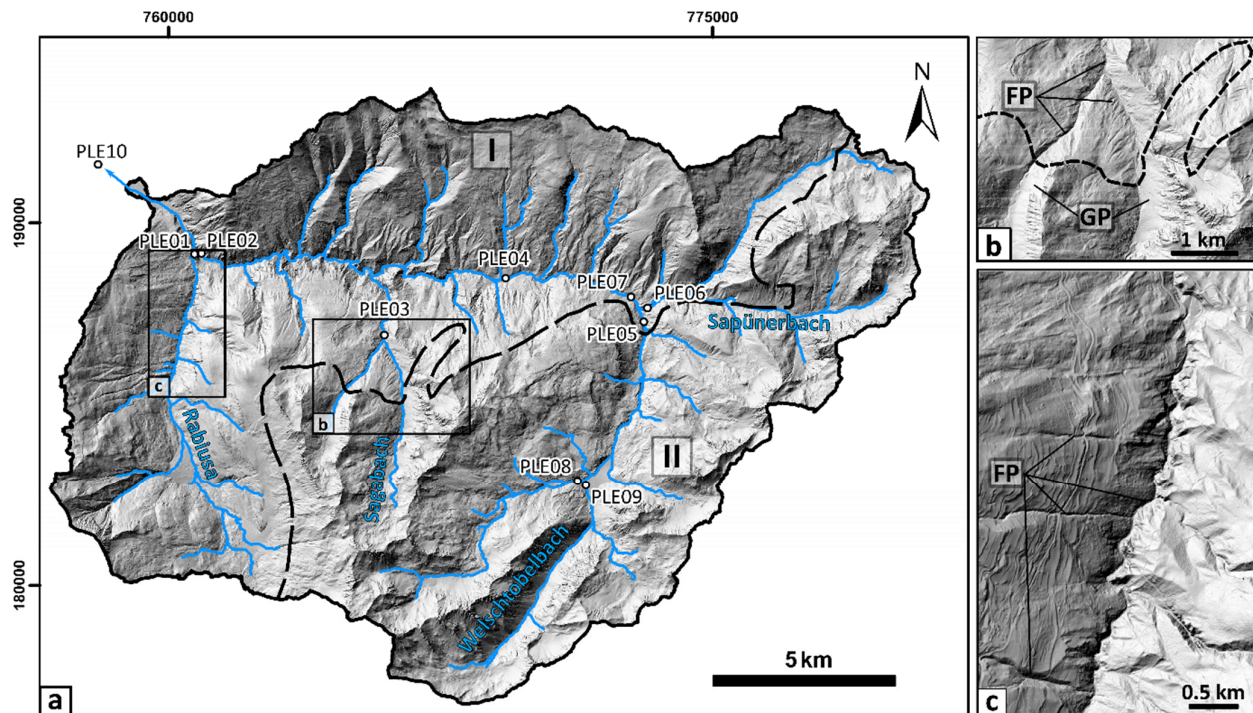 760000
775000
N
I
PLE10
FP
190000
PLE01
PLE02
GP
PLE04
b
1 km
PLE07
PLE06
PLE03
Sapünerbach
PLE05
c
b
Rabiusa
Sagabach
II
FP
PLE08
PLE09
180000
Welschtobelbach
5 km
a
c
0.5 km